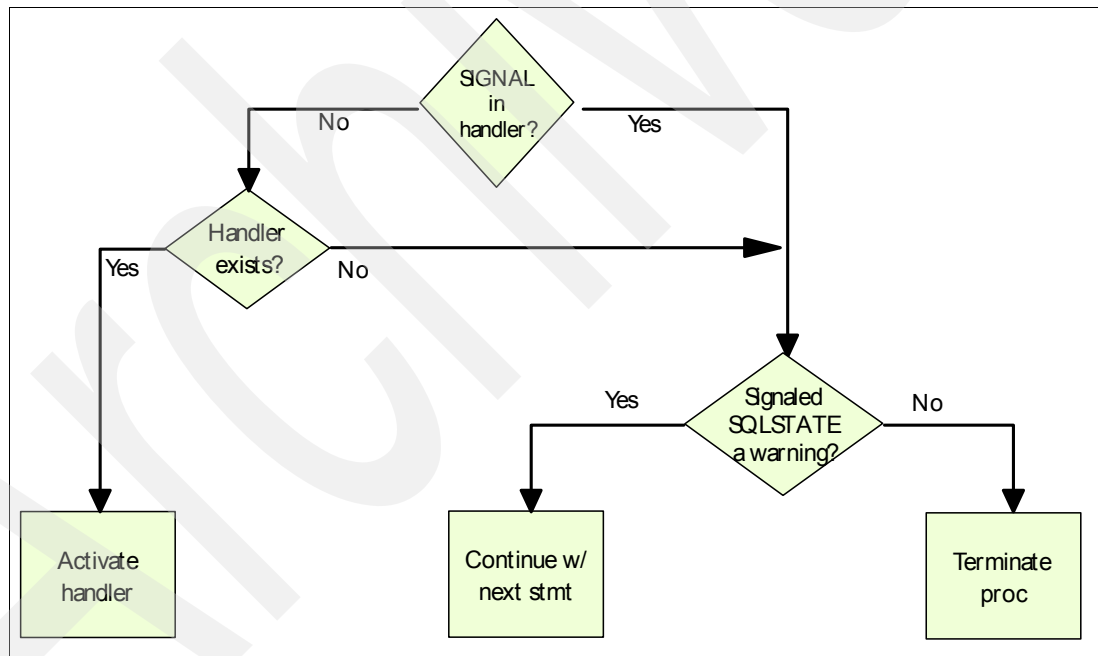 SIGNAL
in
handler?
No
Yes
Handler
exists?
Yes
No
Signaled
SQLSTATE
a warning?
Yes
No
Activate
handler
Continue w/
next stmt
Terminate
proc